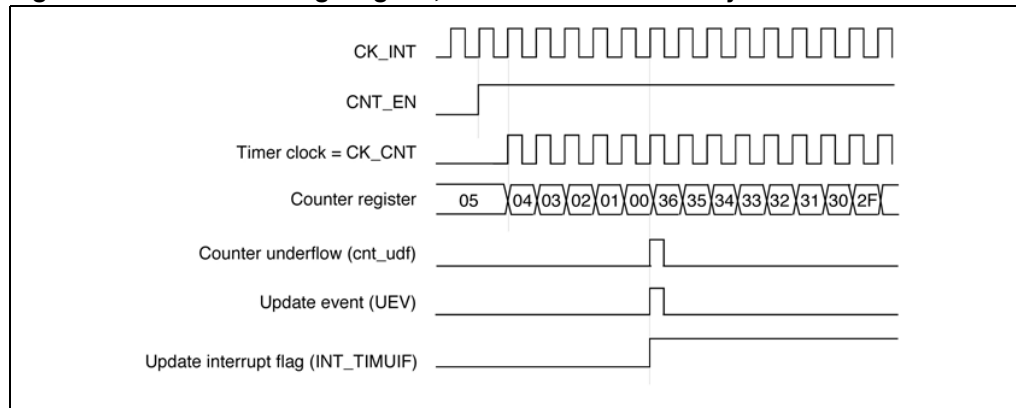 CK_INT
CNT_EN
Timer clock = CK_CNT
Counter register 05 04 03 02 01 00 36 35 34 33 32 31 30 2F
Counter underflow (cnt_udf)
Update event (UEV)
Update interrupt flag (INT_TIMUIF)